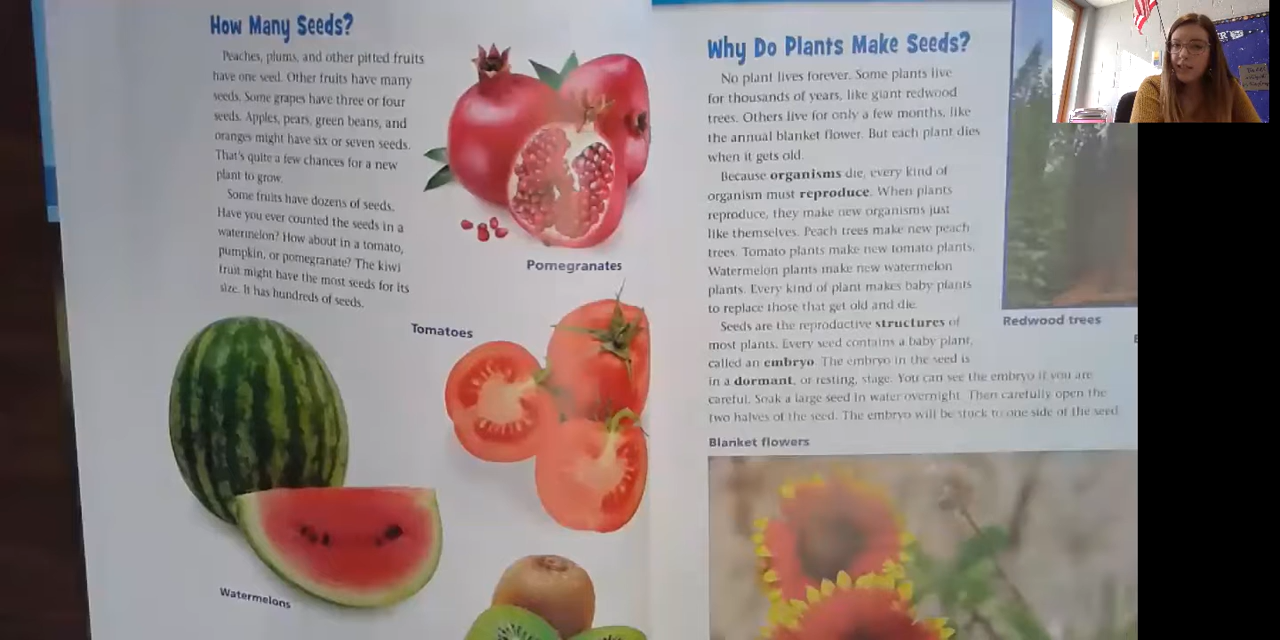 How Many Seeds?
Peaches, plums, and other pitted fruits
have one seed. Other fruits have many
seeds. Some grapes have three or four
seeds. Apples, pears, green beans, and
oranges might have six or seven seeds.
That's quite a few chances for a new
plant to grow.
Some fruits have dozens of seeds.
Have you ever counted the seeds in a
watermelon? How about in a tomato,
pumpkin, or pomegranate? The kiwi
fruit might have the most seeds for its
size. It has hundreds of seeds.
Pomegranates
Tomatoes
Watermelons
Why Do Plants Make Seeds?
No plant lives forever. Some plants live
for thousands of years, like giant redwood
trees. Others live for only a few months, like
the annual blanket flower. But each plant dies
when it gets old.
Because organisms die, every kind of
organism must reproduce. When plants
reproduce, they make new organisms just
like themselves. Peach trees make new peach
trees. Tomato plants make new tomato plants.
Watermelon plants make new watermelon
plants. Every kind of plant makes baby plants
to replace those that get old and die.
Seeds are the reproductive structures of
most plants. Every seed contains a baby plant,
called an embryo. The embryo in the seed is
in a dormant, or resting, stage. You can see the embryo if you are
careful. Soak a large seed in water overnight. Then carefully open the
two halves of the seed. The embryo will be stuck to one side of the seed.
Redwood trees
Blanket flowers